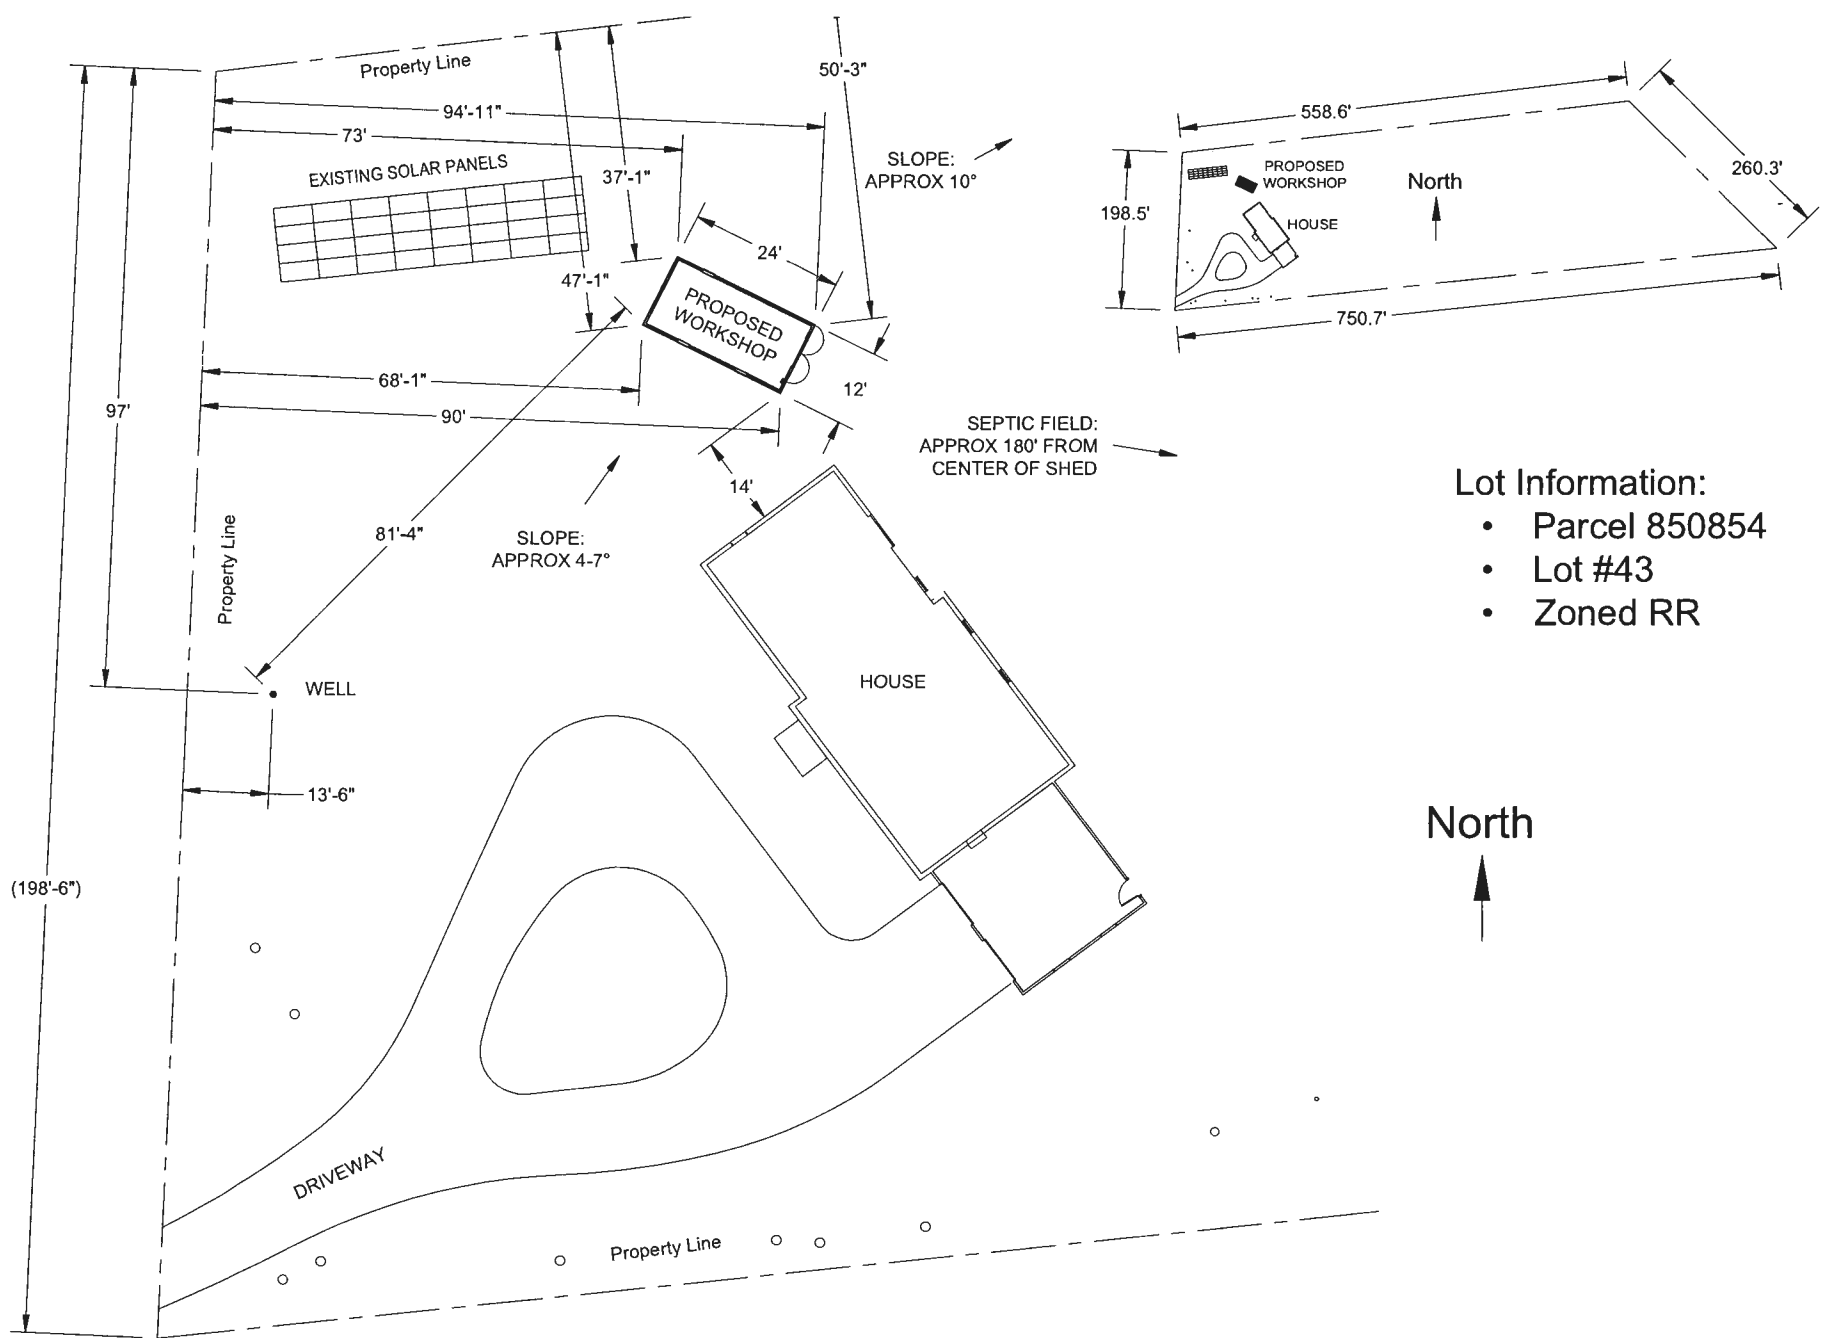 Property Line
50'-3"
94'-11"
73'
EXISTING SOLAR PANELS
37'-1"
SLOPE:
APPROX 10°
24'
47'-1"
PROPOSED
WORKSHOP
68'-1"
90'
12'
97'
14'
81'-4"
SLOPE:
APPROX 4-7°
SEPTIC FIELD:
APPROX 180' FROM
CENTER OF SHED
Property Line
WELL
HOUSE
13'-6"
(198'-6")
DRIVEWAY
Property Line
558.6'
260.3'
PROPOSED
WORKSHOP
North
198.5'
HOUSE
750.7'
Lot Information:
• Parcel 850854
• Lot #43
• Zoned RR
North